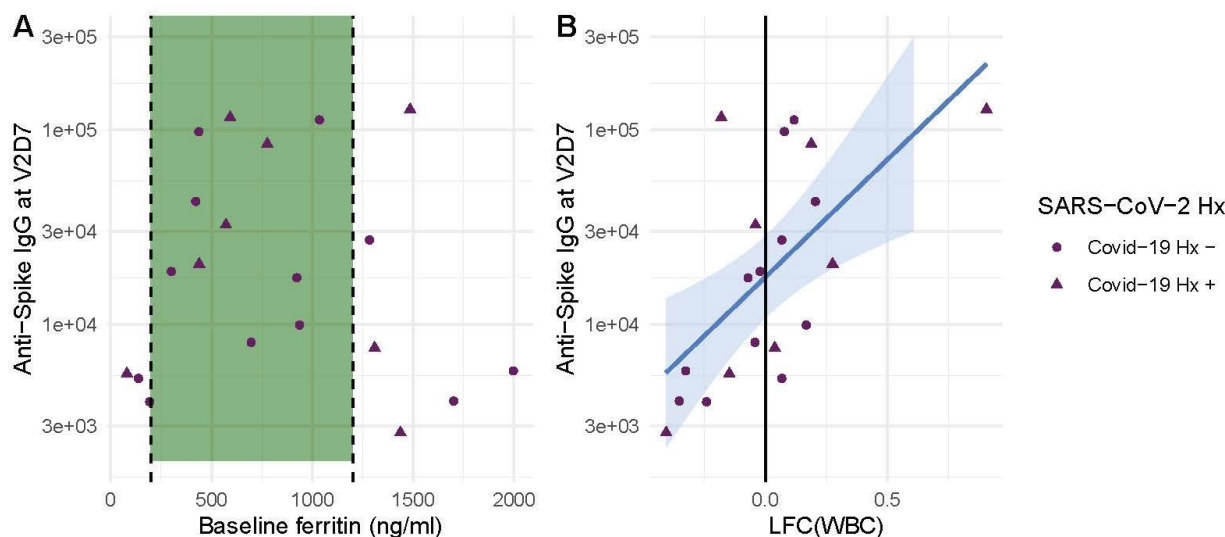 A
3e+05
1e+05
3e+04
1e+04
3e+03
Anti−Spike IgG at V2D7
0 500 1000 1500 2000
Baseline ferritin (ng/ml)
B
3e+05
1e+05
3e+04
1e+04
3e+03
Anti−Spike IgG at V2D7
0.0 0.5
LFC(WBC)
SARS−CoV−2 Hx
Covid−19 Hx −
Covid−19 Hx +